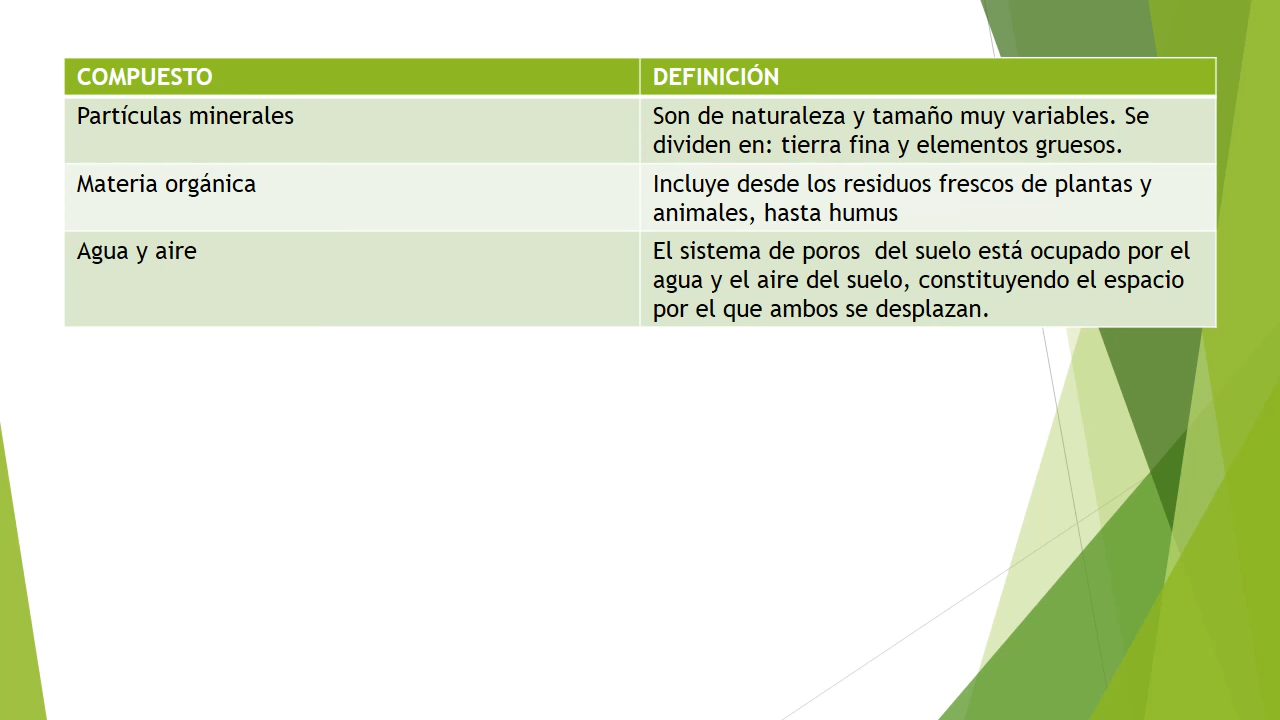 COMPUESTO
DEFINICIÓN
Partículas minerales
Son de naturaleza y tamaño muy variables. Se
dividen en: tierra fina y elementos gruesos.
Materia orgánica
Incluye desde los residuos frescos de plantas y
animales, hasta humus
Agua y aire
El sistema de poros  del suelo está ocupado por el
agua y el aire del suelo, constituyendo el espacio
por el que ambos se desplazan.